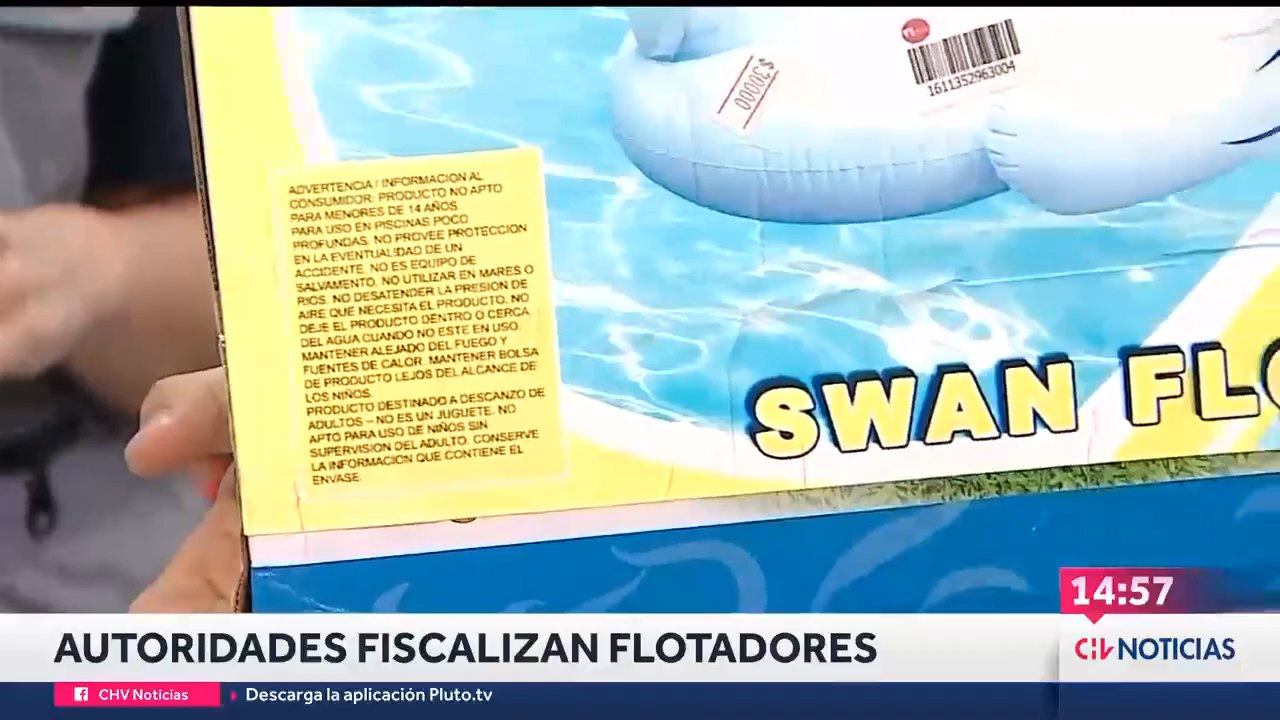 $30000
1611352963004
ADVERTENCIA / INFORMACION AL
CONSUMIDOR: PRODUCTO NO APTO
PARA MENORES DE 14 AÑOS.
PARA USO EN PISCINAS POCO
PROFUNDAS. NO PROVEE PROTECCION
EN LA EVENTUALIDAD DE UN
ACCIDENTE. NO ES EQUIPO DE
SALVAMENTO. NO UTILIZAR EN MARES O
RIOS. NO DESATENDER LA PRESION DE
AIRE QUE NECESITA EL PRODUCTO. NO
DEJE EL PRODUCTO DENTRO O CERCA
DEL AGUA CUANDO NO ESTE EN USO.
MANTENER ALEJADO DEL FUEGO Y
FUENTES DE CALOR. MANTENER BOLSA
DE PRODUCTO LEJOS DEL ALCANCE DE
LOS NIÑOS.
PRODUCTO DESTINADO A DESCANZO DE
ADULTOS – NO ES UN JUGUETE. NO
APTO PARA USO DE NIÑOS SIN
SUPERVISION DEL ADULTO. CONSERVE
LA INFORMACION QUE CONTIENE EL
ENVASE.
SWAN FLO
14:57
AUTORIDADES FISCALIZAN FLOTADORES
CHV NOTICIAS
CHV Noticias
Descarga la aplicación Pluto.tv